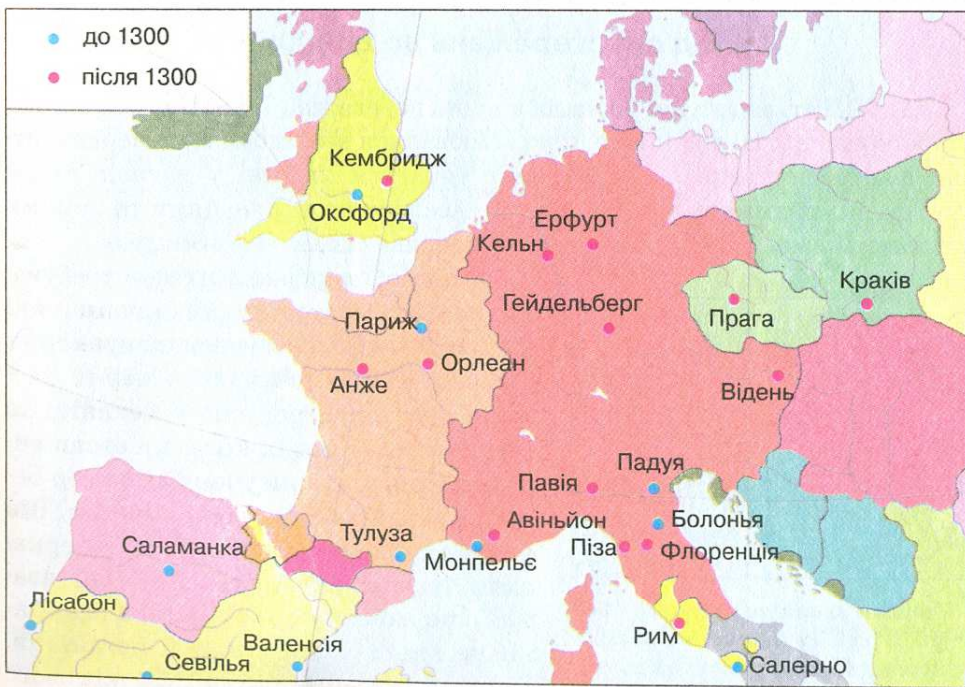 до 1300
після 1300
Кембридж
Оксфорд
Ерфурт
Кельн
Гейдельберг
Краків
Прага
Париж
Орлеан
Анже
Відень
Падуя
Павія
Авіньйон
Болонья
Тулуза
Монпельє
Піза
Флоренція
Саламанка
Лісабон
Валенсія
Севілья
Рим
Салерно